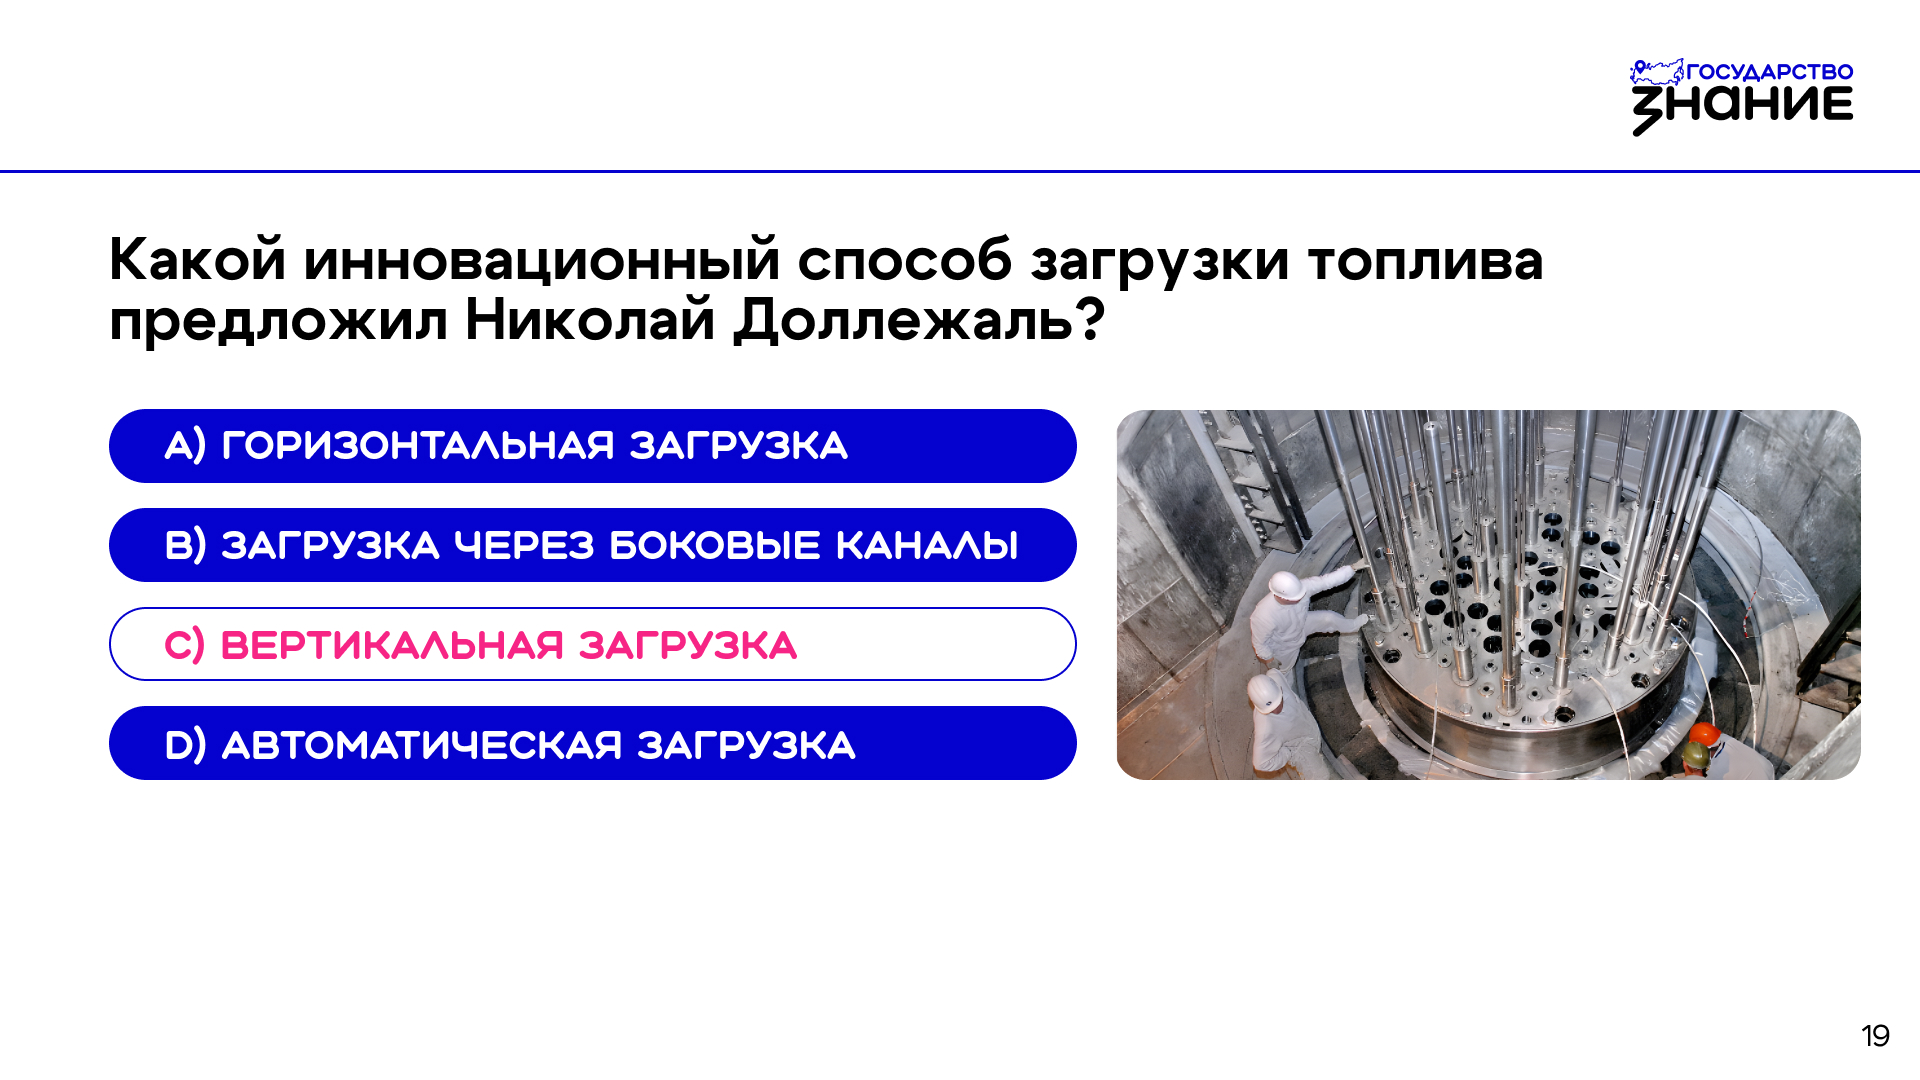 ГОСУДАРСТВО
ЗНАНИЕ
Какой инновационный способ загрузки топлива
предложил Николай Доллежаль?
A) ГОРИЗОНТАЛЬНАЯ ЗАГРУЗКА
B) ЗАГРУЗКА ЧЕРЕЗ БОКОВЫЕ КАНАЛЫ
C) ВЕРТИКАЛЬНАЯ ЗАГРУЗКА
D) АВТОМАТИЧЕСКАЯ ЗАГРУЗКА
19